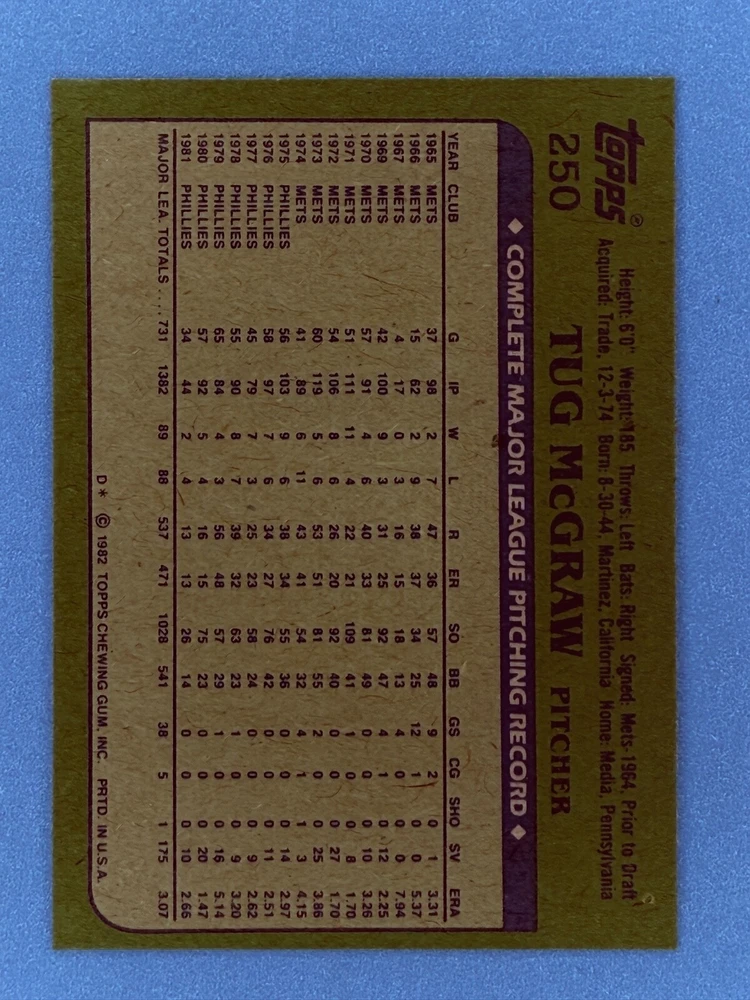 topps®
Height: 6'0" Weight: 185 Throws: Left Bats: Right Signed: Mets-1964, Prior to Draft
Acquired: Trade, 12-3-74 Born: 8-30-44, Martinez, California Home: Media, Pennsylvania
250 TUG McGRAW PITCHER
◆ COMPLETE MAJOR LEAGUE PITCHING RECORD ◆
YEAR CLUB G IP W L R ER SO BB GS CG SHO SV ERA
1965 METS 37 98 2 7 47 36 57 48 9 2 0 1 3.31
1966 METS 15 62 2 9 38 37 34 25 12 1 0 0 5.37
1967 METS 4 17 0 3 16 15 18 13 4 0 0 0 7.94
1969 METS 42 100 9 3 31 25 92 47 4 1 0 12 2.25
1970 METS 57 91 4 6 40 33 81 49 0 0 0 10 3.26
1971 METS 51 111 11 4 22 21 109 41 1 0 0 8 1.70
1972 METS 54 106 8 6 26 20 92 40 0 0 0 27 1.70
1973 METS 60 119 5 6 53 51 81 55 2 0 0 25 3.86
1974 METS 41 89 6 11 43 41 54 32 4 1 1 3 4.15
1975 PHILLIES 56 103 9 6 38 34 55 36 0 0 0 14 2.97
1976 PHILLIES 58 97 7 6 34 27 76 42 0 0 0 11 2.51
1977 PHILLIES 45 79 7 3 25 23 58 24 0 0 0 9 2.62
1978 PHILLIES 55 90 8 7 39 32 63 23 1 0 0 9 3.20
1979 PHILLIES 65 84 4 3 56 48 57 29 1 0 0 16 5.14
1980 PHILLIES 57 92 5 4 16 15 75 23 0 0 0 20 1.47
1981 PHILLIES 34 44 2 4 13 13 26 14 0 0 0 10 2.66
MAJOR LEA. TOTALS .... 731 1382 89 88 537 471 1028 541 38 5 1 175 3.07
D* © 1982 TOPPS CHEWING GUM, INC. PRTD. IN U.S.A.